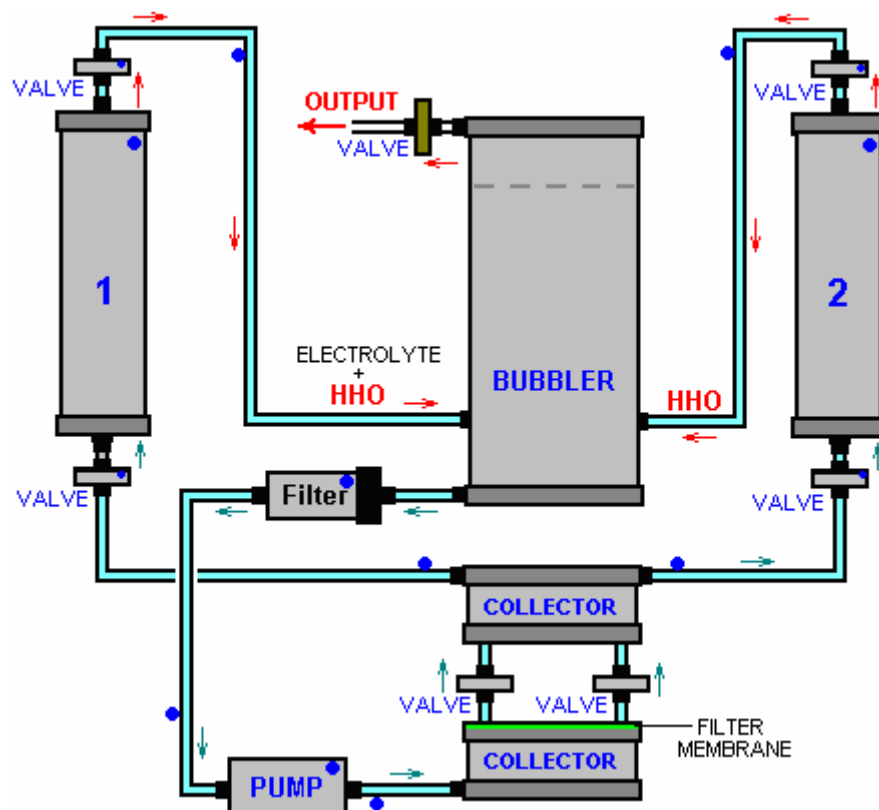 VALVE
VALVE
OUTPUT
VALVE
1
2
ELECTROLYTE
+
HHO
BUBBLER
HHO
Filter
VALVE
VALVE
COLLECTOR
VALVE
VALVE
FILTER
MEMBRANE
COLLECTOR
PUMP